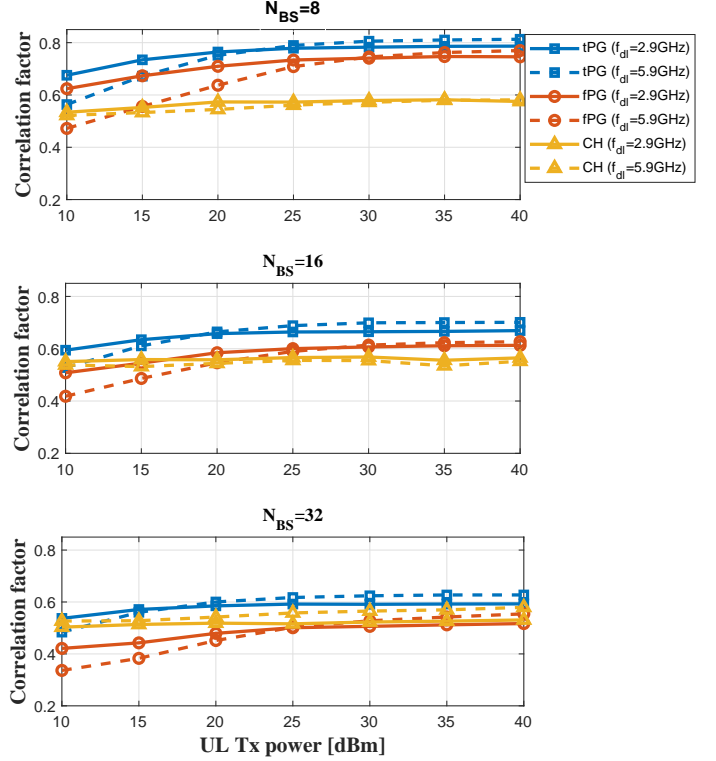 N_BS=8
Correlation factor
0.8
0.6
0.4
0.2
10 15 20 25 30 35 40
tPG (f_dl=2.9GHz)
tPG (f_dl=5.9GHz)
fPG (f_dl=2.9GHz)
fPG (f_dl=5.9GHz)
CH (f_dl=2.9GHz)
CH (f_dl=5.9GHz)
N_BS=16
Correlation factor
0.8
0.6
0.4
0.2
10 15 20 25 30 35 40
N_BS=32
Correlation factor
0.8
0.6
0.4
0.2
10 15 20 25 30 35 40
UL Tx power [dBm]